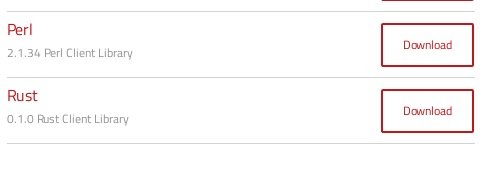 Perl
Download
2.1.34 Perl Client Library
Rust
Download
0.1.0 Rust Client Library